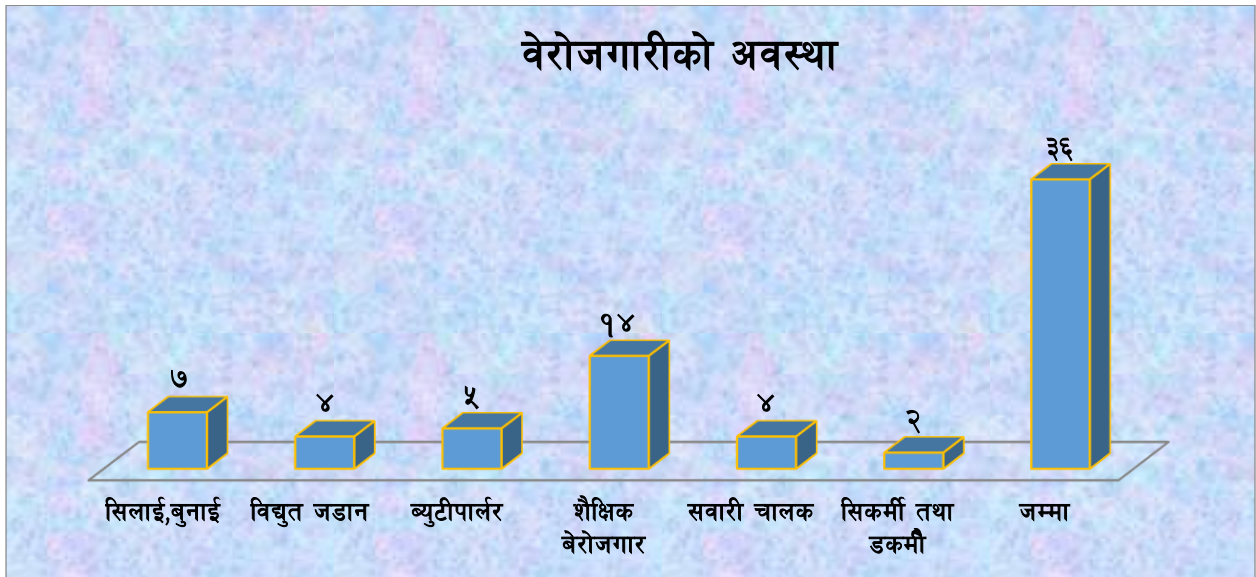 वेरोजगारीको अवस्था
३६
१४
७
४
५
४
२
सिलाई,बुनाई
विद्युत जडान
ब्युटीपार्लर
शैक्षिक
बेरोजगार
सवारी चालक
सिकर्मी तथा
डकर्मी
जम्मा